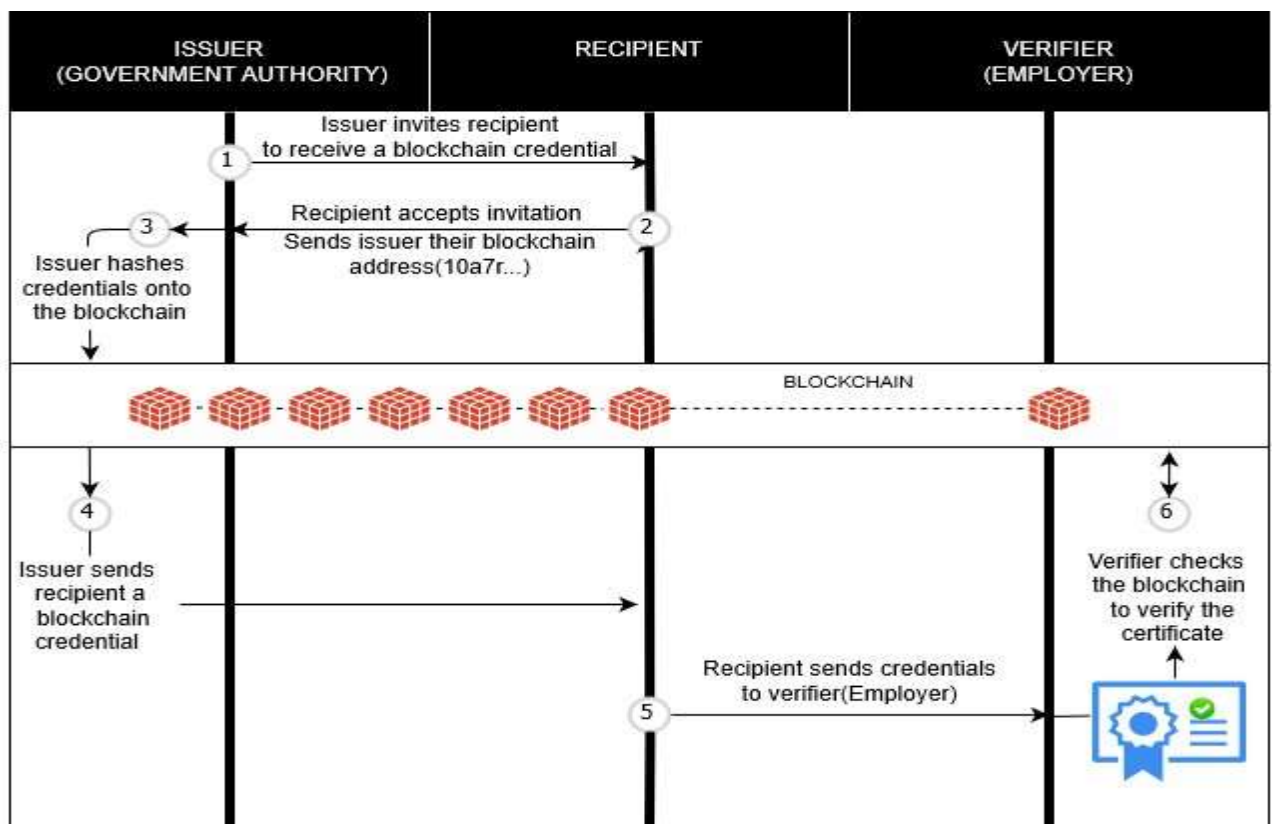 ISSUER
(GOVERNMENT AUTHORITY)
RECIPIENT
VERIFIER
(EMPLOYER)
Issuer invites recipient
to receive a blockchain credential
1
Recipient accepts invitation
2
Sends issuer their blockchain
address(10a7r...)
3
Issuer hashes
credentials onto
the blockchain
BLOCKCHAIN
4
Issuer sends
recipient a
blockchain
credential
Recipient sends credentials
to verifier(Employer)
5
6
Verifier checks
the blockchain
to verify the
certificate